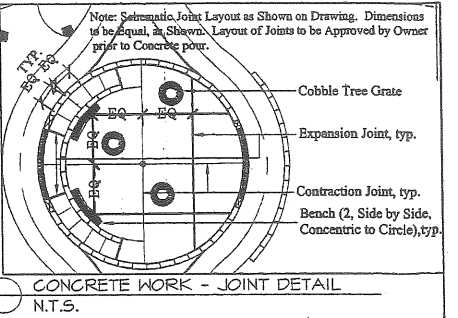 Note: Schematic Joint Layout as Shown on Drawing. Dimensions
to be Equal, as Shown. Layout of Joints to be Approved by Owner
prior to Concrete pour.
TYP.
EQ EQ
Cobble Tree Grate
EQ EQ
Expansion Joint, typ.
EQ
EQ
Contraction Joint, typ.
Bench (2, Side by Side,
Concentric to Circle),typ.
CONCRETE WORK - JOINT DETAIL
N.T.S.